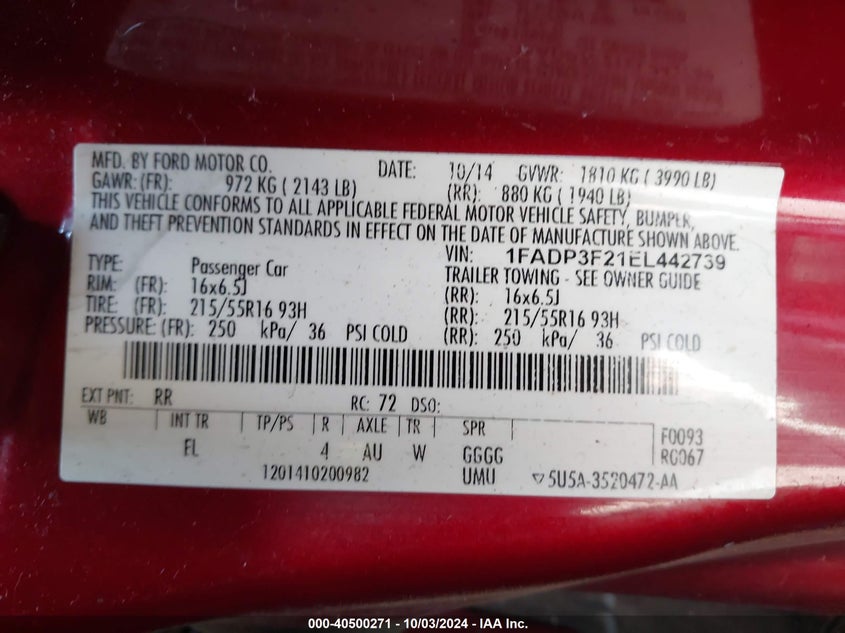 MFD. BY FORD MOTOR CO. DATE: 10/14 GVWR: 1810 KG ( 3990 LB)
GAWR: (FR): 972 KG ( 2143 LB) (RR): 880 KG ( 1940 LB)
THIS VEHICLE CONFORMS TO ALL APPLICABLE FEDERAL MOTOR VEHICLE SAFETY, BUMPER,
AND THEFT PREVENTION STANDARDS IN EFFECT ON THE DATE OF MANUFACTURE SHOWN ABOVE.
VIN: 1FADP3F21EL442739
TYPE: Passenger Car TRAILER TOWING - SEE OWNER GUIDE
RIM: (FR): 16x6.5J (RR): 16x6.5J
TIRE: (FR): 215/55R16 93H (RR): 215/55R16 93H
PRESSURE: (FR): 250 kPa/ 36 PSI COLD (RR): 250 kPa/ 36 PSI COLD
EXT PNT: RR RC: 72 DSO:
WB INT TR TP/PS R AXLE TR SPR F0093
EL 4 AU W GGGG RC067
1201410200982 UMU ▽5U5A-3520472-AA
000-40500271 - 10/03/2024 - IAA Inc.